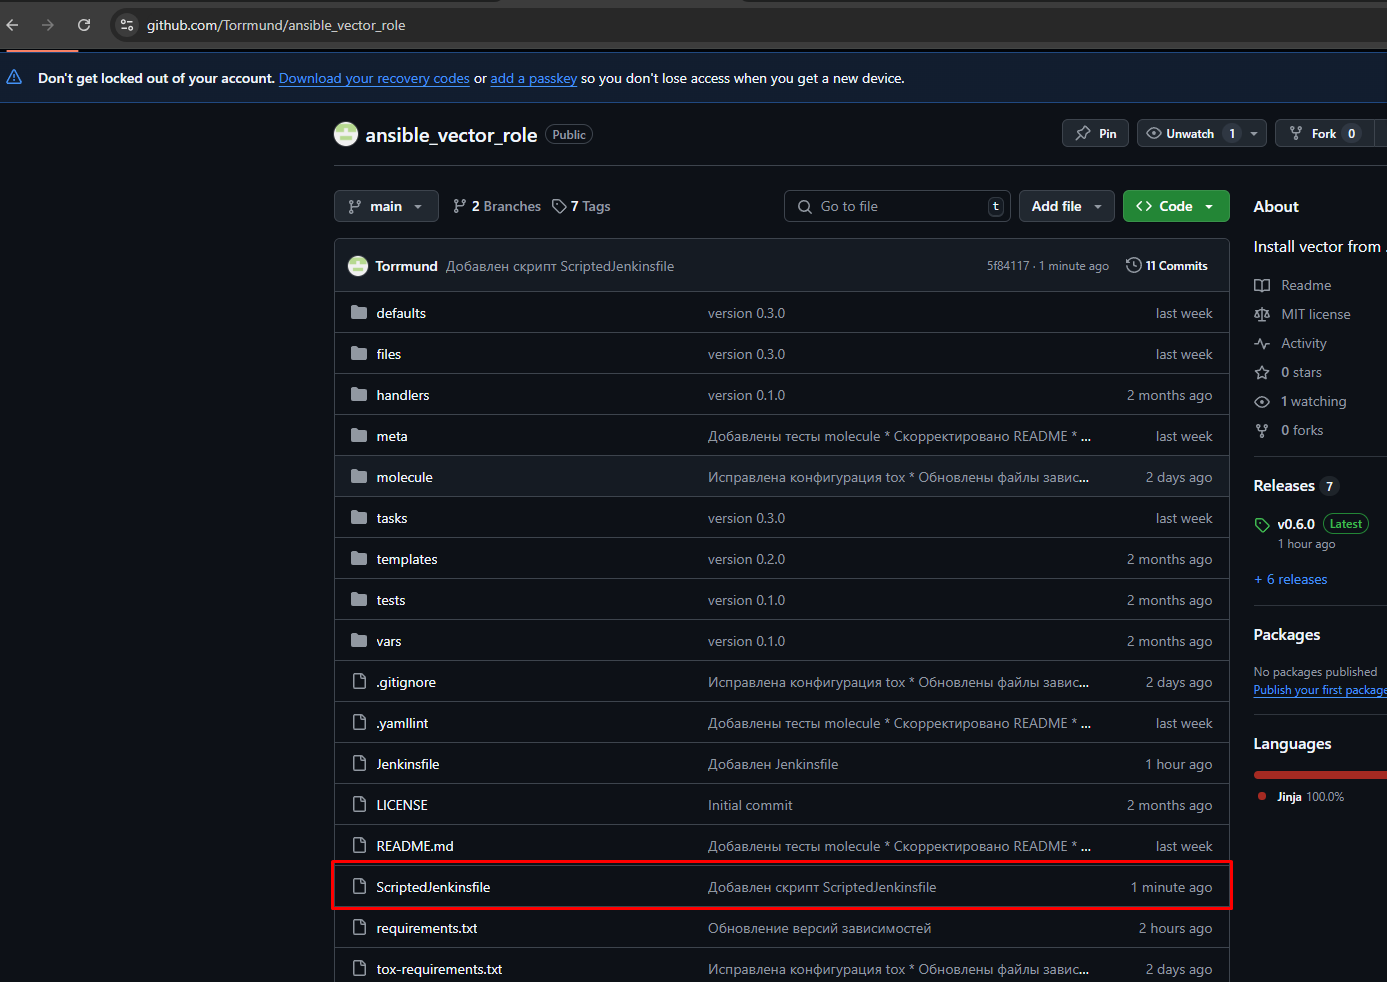 github.com/Torrmund/ansible_vector_role
Don't get locked out of your account. Download your recovery codes or add a passkey so you don't lose access when you get a new device.
ansible_vector_role Public
Pin
Unwatch 1
Fork 0
main
2 Branches
7 Tags
Go to file t
Add file
Code
Torrmund Добавлен скрипт ScriptedJenkinsfile 5f84117 · 1 minute ago 11 Commits
defaults version 0.3.0 last week
files version 0.3.0 last week
handlers version 0.1.0 2 months ago
meta Добавлены тесты molecule * Скорректировано README * ... last week
molecule Исправлена конфигурация tox * Обновлены файлы завис... 2 days ago
tasks version 0.3.0 last week
templates version 0.2.0 2 months ago
tests version 0.1.0 2 months ago
vars version 0.1.0 2 months ago
.gitignore Исправлена конфигурация tox * Обновлены файлы завис... 2 days ago
.yamllint Добавлены тесты molecule * Скорректировано README * ... last week
Jenkinsfile Добавлен Jenkinsfile 1 hour ago
LICENSE Initial commit 2 months ago
README.md Добавлены тесты molecule * Скорректировано README * ... last week
ScriptedJenkinsfile Добавлен скрипт ScriptedJenkinsfile 1 minute ago
requirements.txt Обновление версий зависимостей 2 hours ago
tox-requirements.txt Исправлена конфигурация tox * Обновлены файлы завис... 2 days ago
About
Install vector from
Readme
MIT license
Activity
0 stars
1 watching
0 forks
Releases 7
v0.6.0 Latest
1 hour ago
+ 6 releases
Packages
No packages published
Publish your first package
Languages
Jinja 100.0%